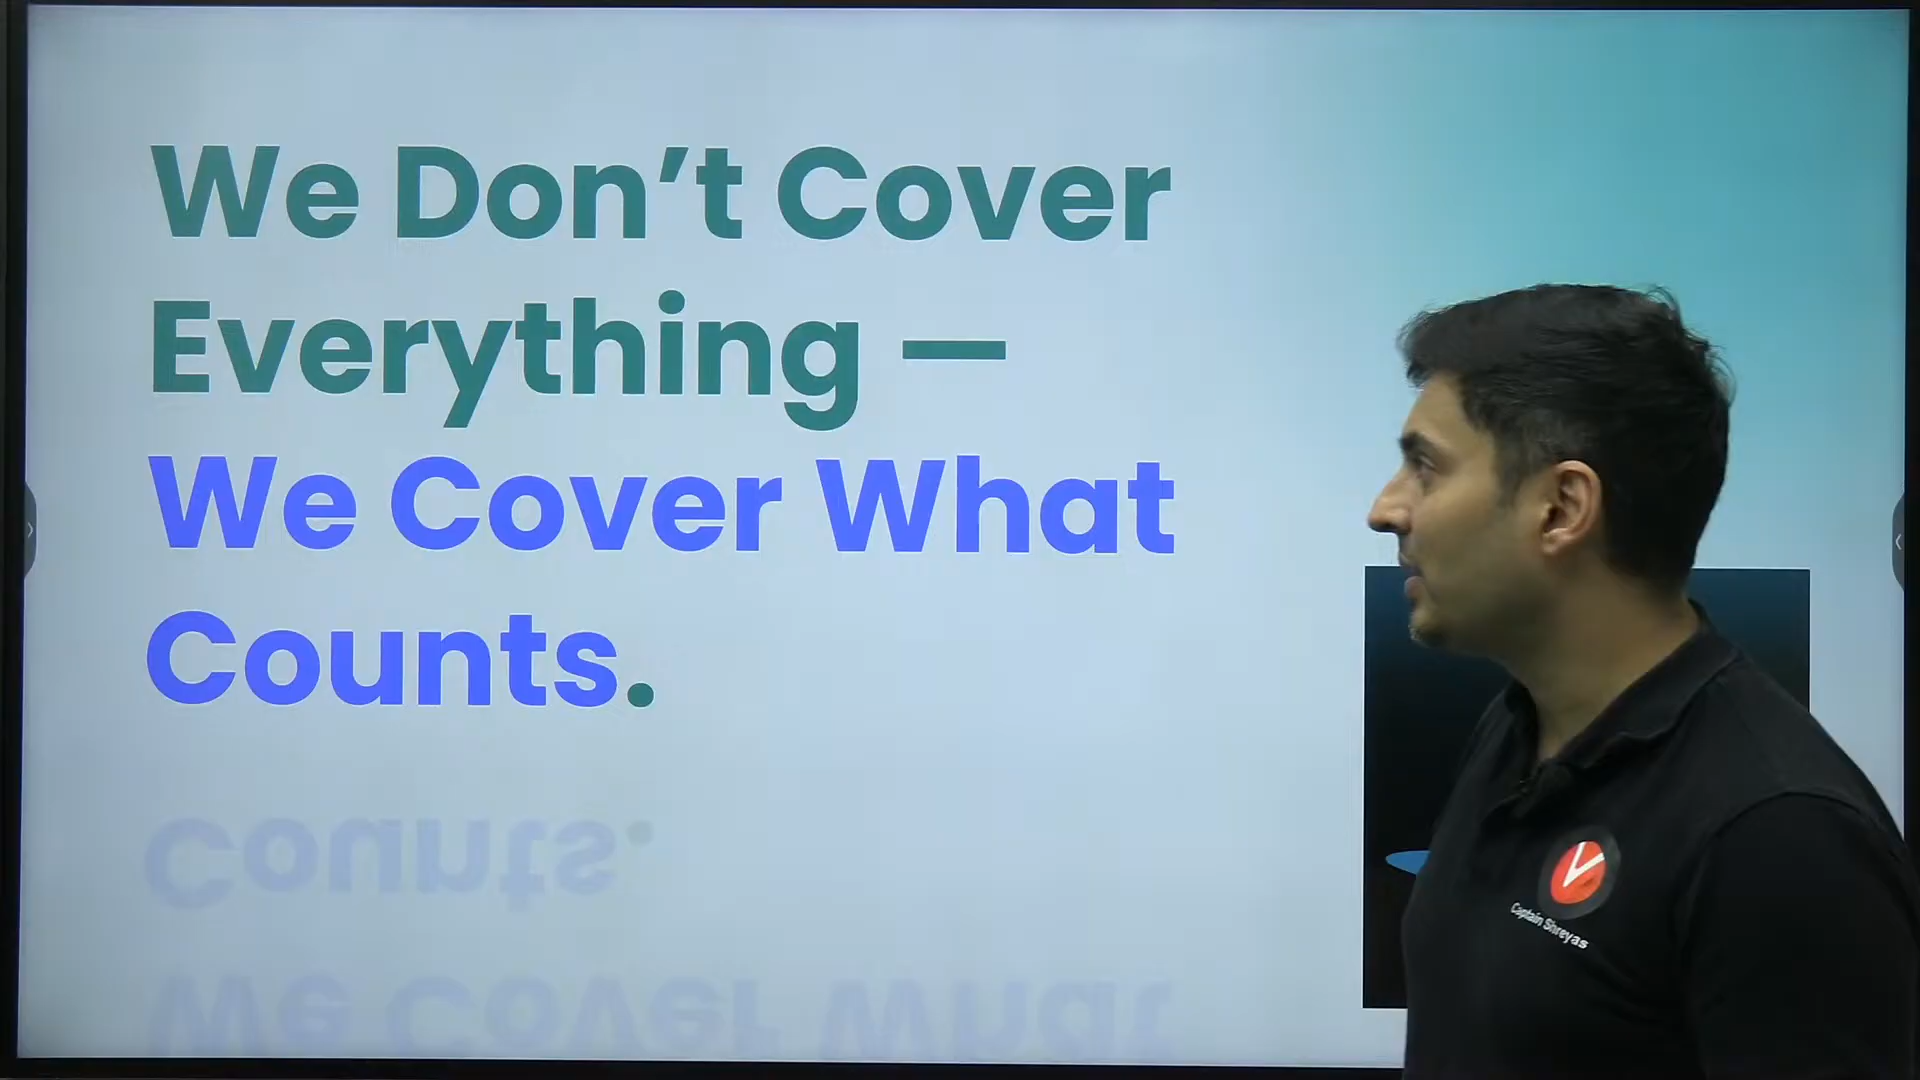 We Don’t Cover
Everything —
We Cover What
Counts.
Captain Shreyas